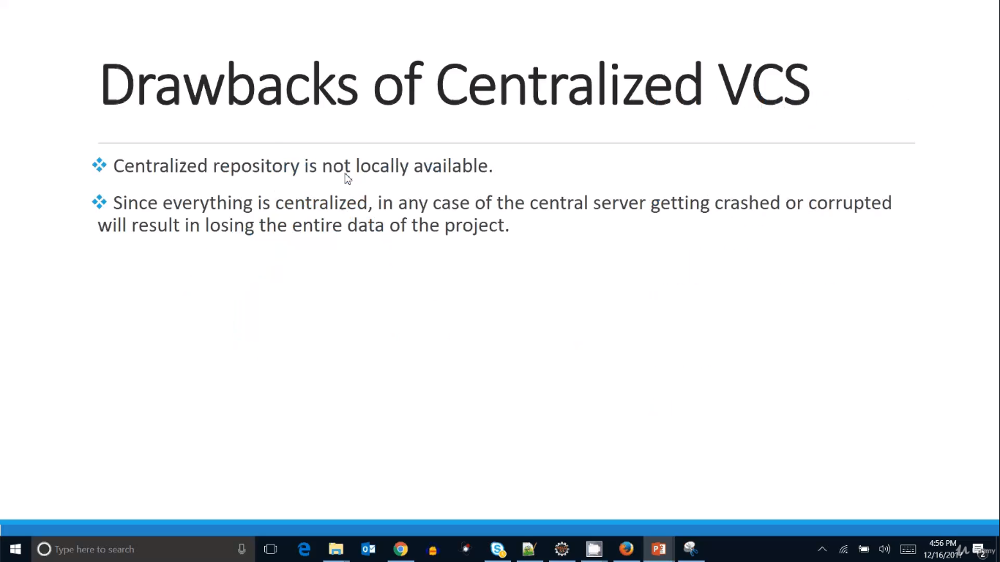 Drawbacks of Centralized VCS
Centralized repository is not locally available.
Since everything is centralized, in any case of the central server getting crashed or corrupted
will result in losing the entire data of the project.
Type here to search
4:56 PM
12/16/2017
2